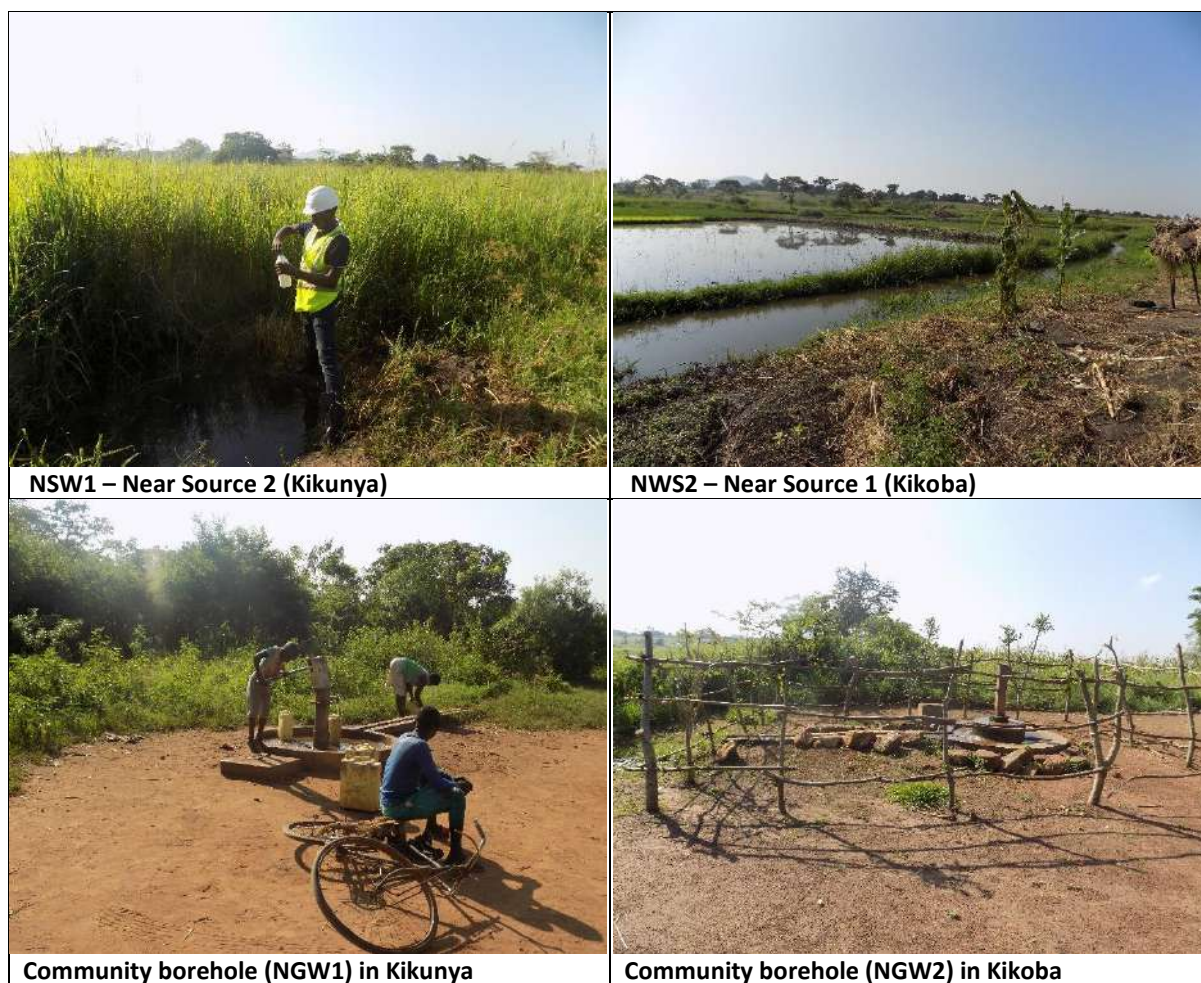 NSW1 – Near Source 2 (Kikunya)
NWS2 – Near Source 1 (Kikoba)
Community borehole (NGW1) in Kikunya
Community borehole (NGW2) in Kikoba